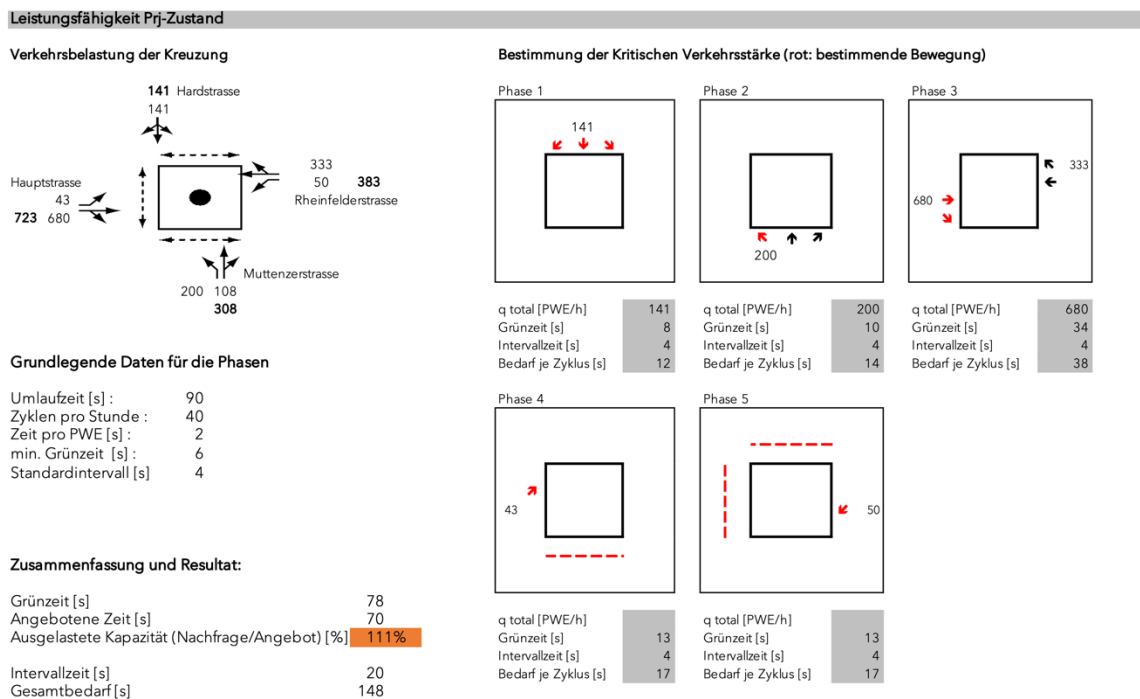 Leistungsfähigkeit Prj-Zustand
Verkehrsbelastung der Kreuzung
141 Hardstrasse
141
333
50 383
Rheinfelderstrasse
Hauptstrasse
43
723 680
Muttenzerstrasse
200 108
308
Grundlegende Daten für die Phasen
Umlaufzeit [s] : 90
Zyklen pro Stunde : 40
Zeit pro PWE [s] : 2
min. Grünzeit [s] : 6
Standardintervall [s] 4
Zusammenfassung und Resultat:
Grünzeit [s] 78
Angebotene Zeit [s] 70
Ausgelastete Kapazität (Nachfrage/Angebot) [%] 111%
Intervallzeit [s] 20
Gesamtbedarf [s] 148
Bestimmung der Kritischen Verkehrsstärke (rot: bestimmende Bewegung)
Phase 1
141
q total [PWE/h] 141
Grünzeit [s] 8
Intervallzeit [s] 4
Bedarf je Zyklus [s] 12
Phase 2
200
q total [PWE/h] 200
Grünzeit [s] 10
Intervallzeit [s] 4
Bedarf je Zyklus [s] 14
Phase 3
333
680
q total [PWE/h] 680
Grünzeit [s] 34
Intervallzeit [s] 4
Bedarf je Zyklus [s] 38
Phase 4
43
q total [PWE/h]
Grünzeit [s] 13
Intervallzeit [s] 4
Bedarf je Zyklus [s] 17
Phase 5
50
q total [PWE/h]
Grünzeit [s] 13
Intervallzeit [s] 4
Bedarf je Zyklus [s] 17